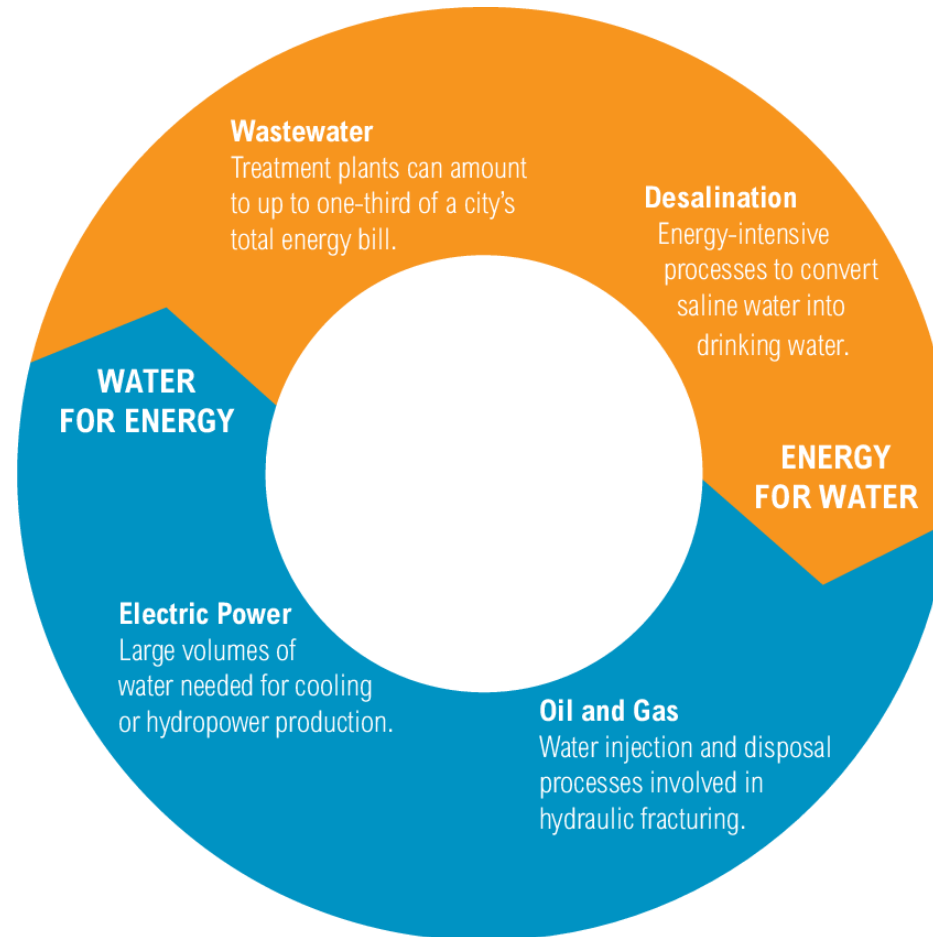 Wastewater
Treatment plants can amount
to up to one-third of a city's
total energy bill.
Desalination
Energy-intensive
processes to convert
saline water into
drinking water.
WATER
FOR ENERGY
ENERGY
FOR WATER
Electric Power
Large volumes of
water needed for cooling
or hydropower production.
Oil and Gas
Water injection and disposal
processes involved in
hydraulic fracturing.